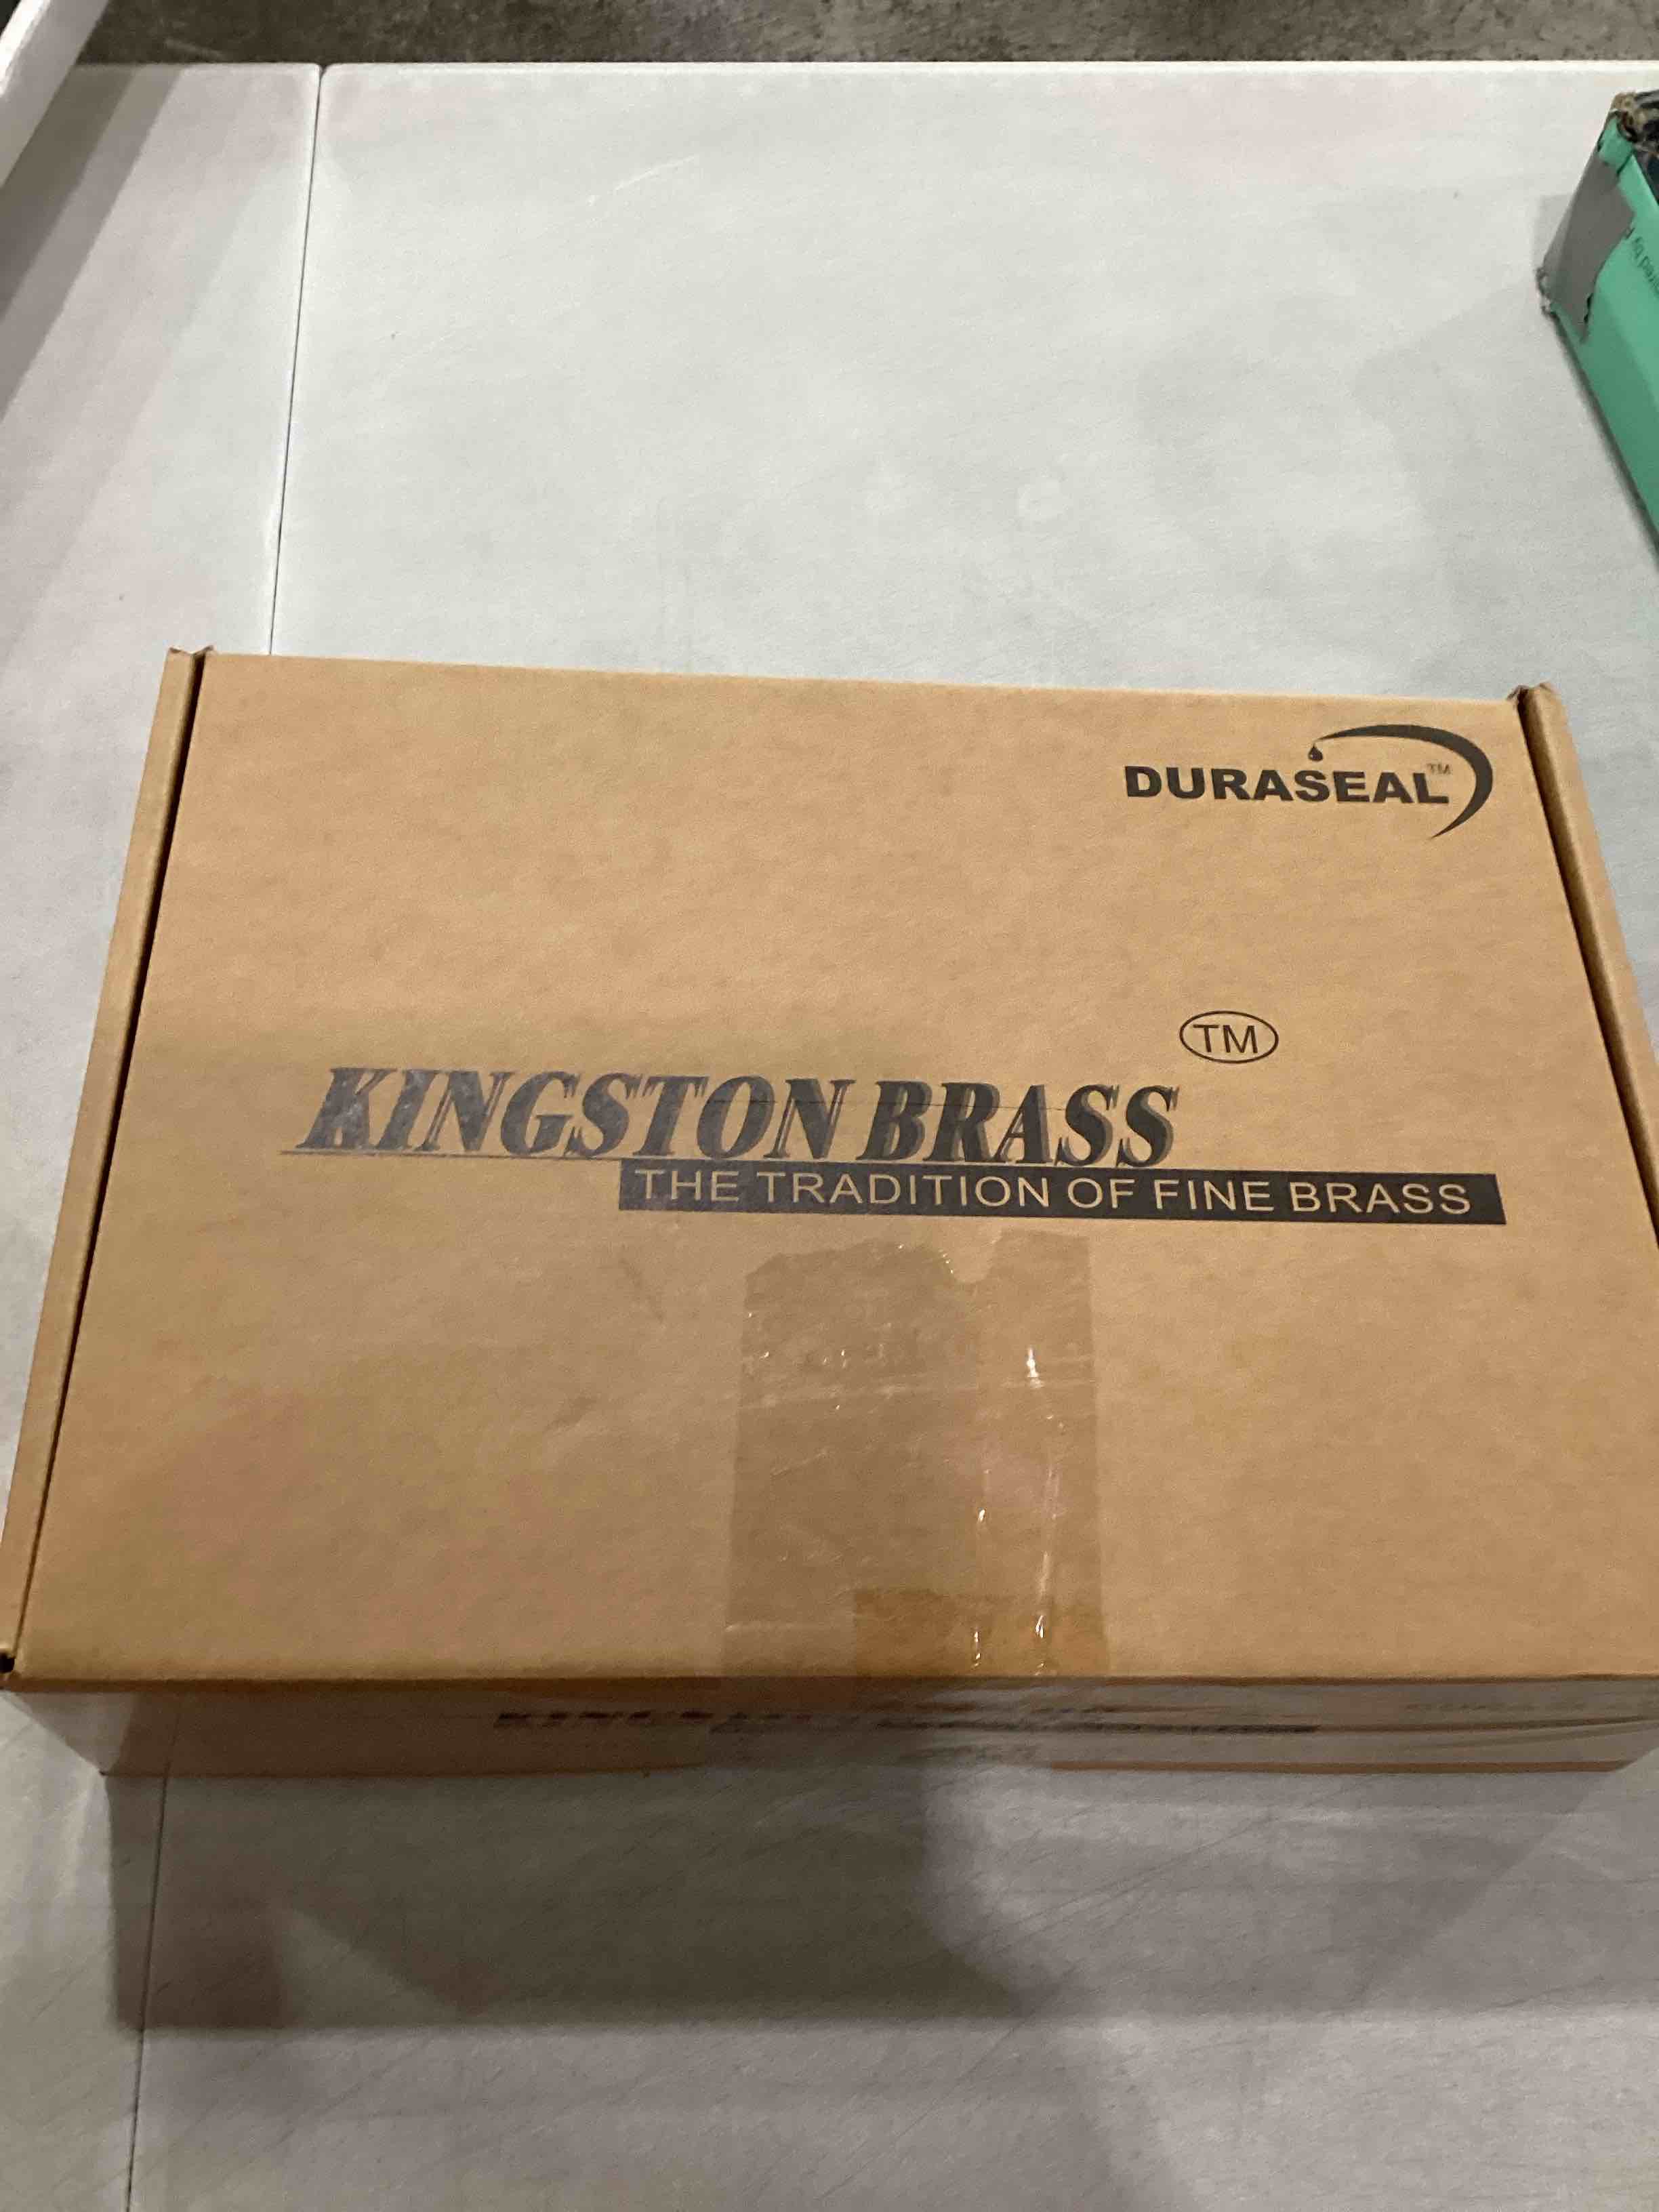 DURASEAL™
TM
KINGSTON BRASS
THE TRADITION OF FINE BRASS